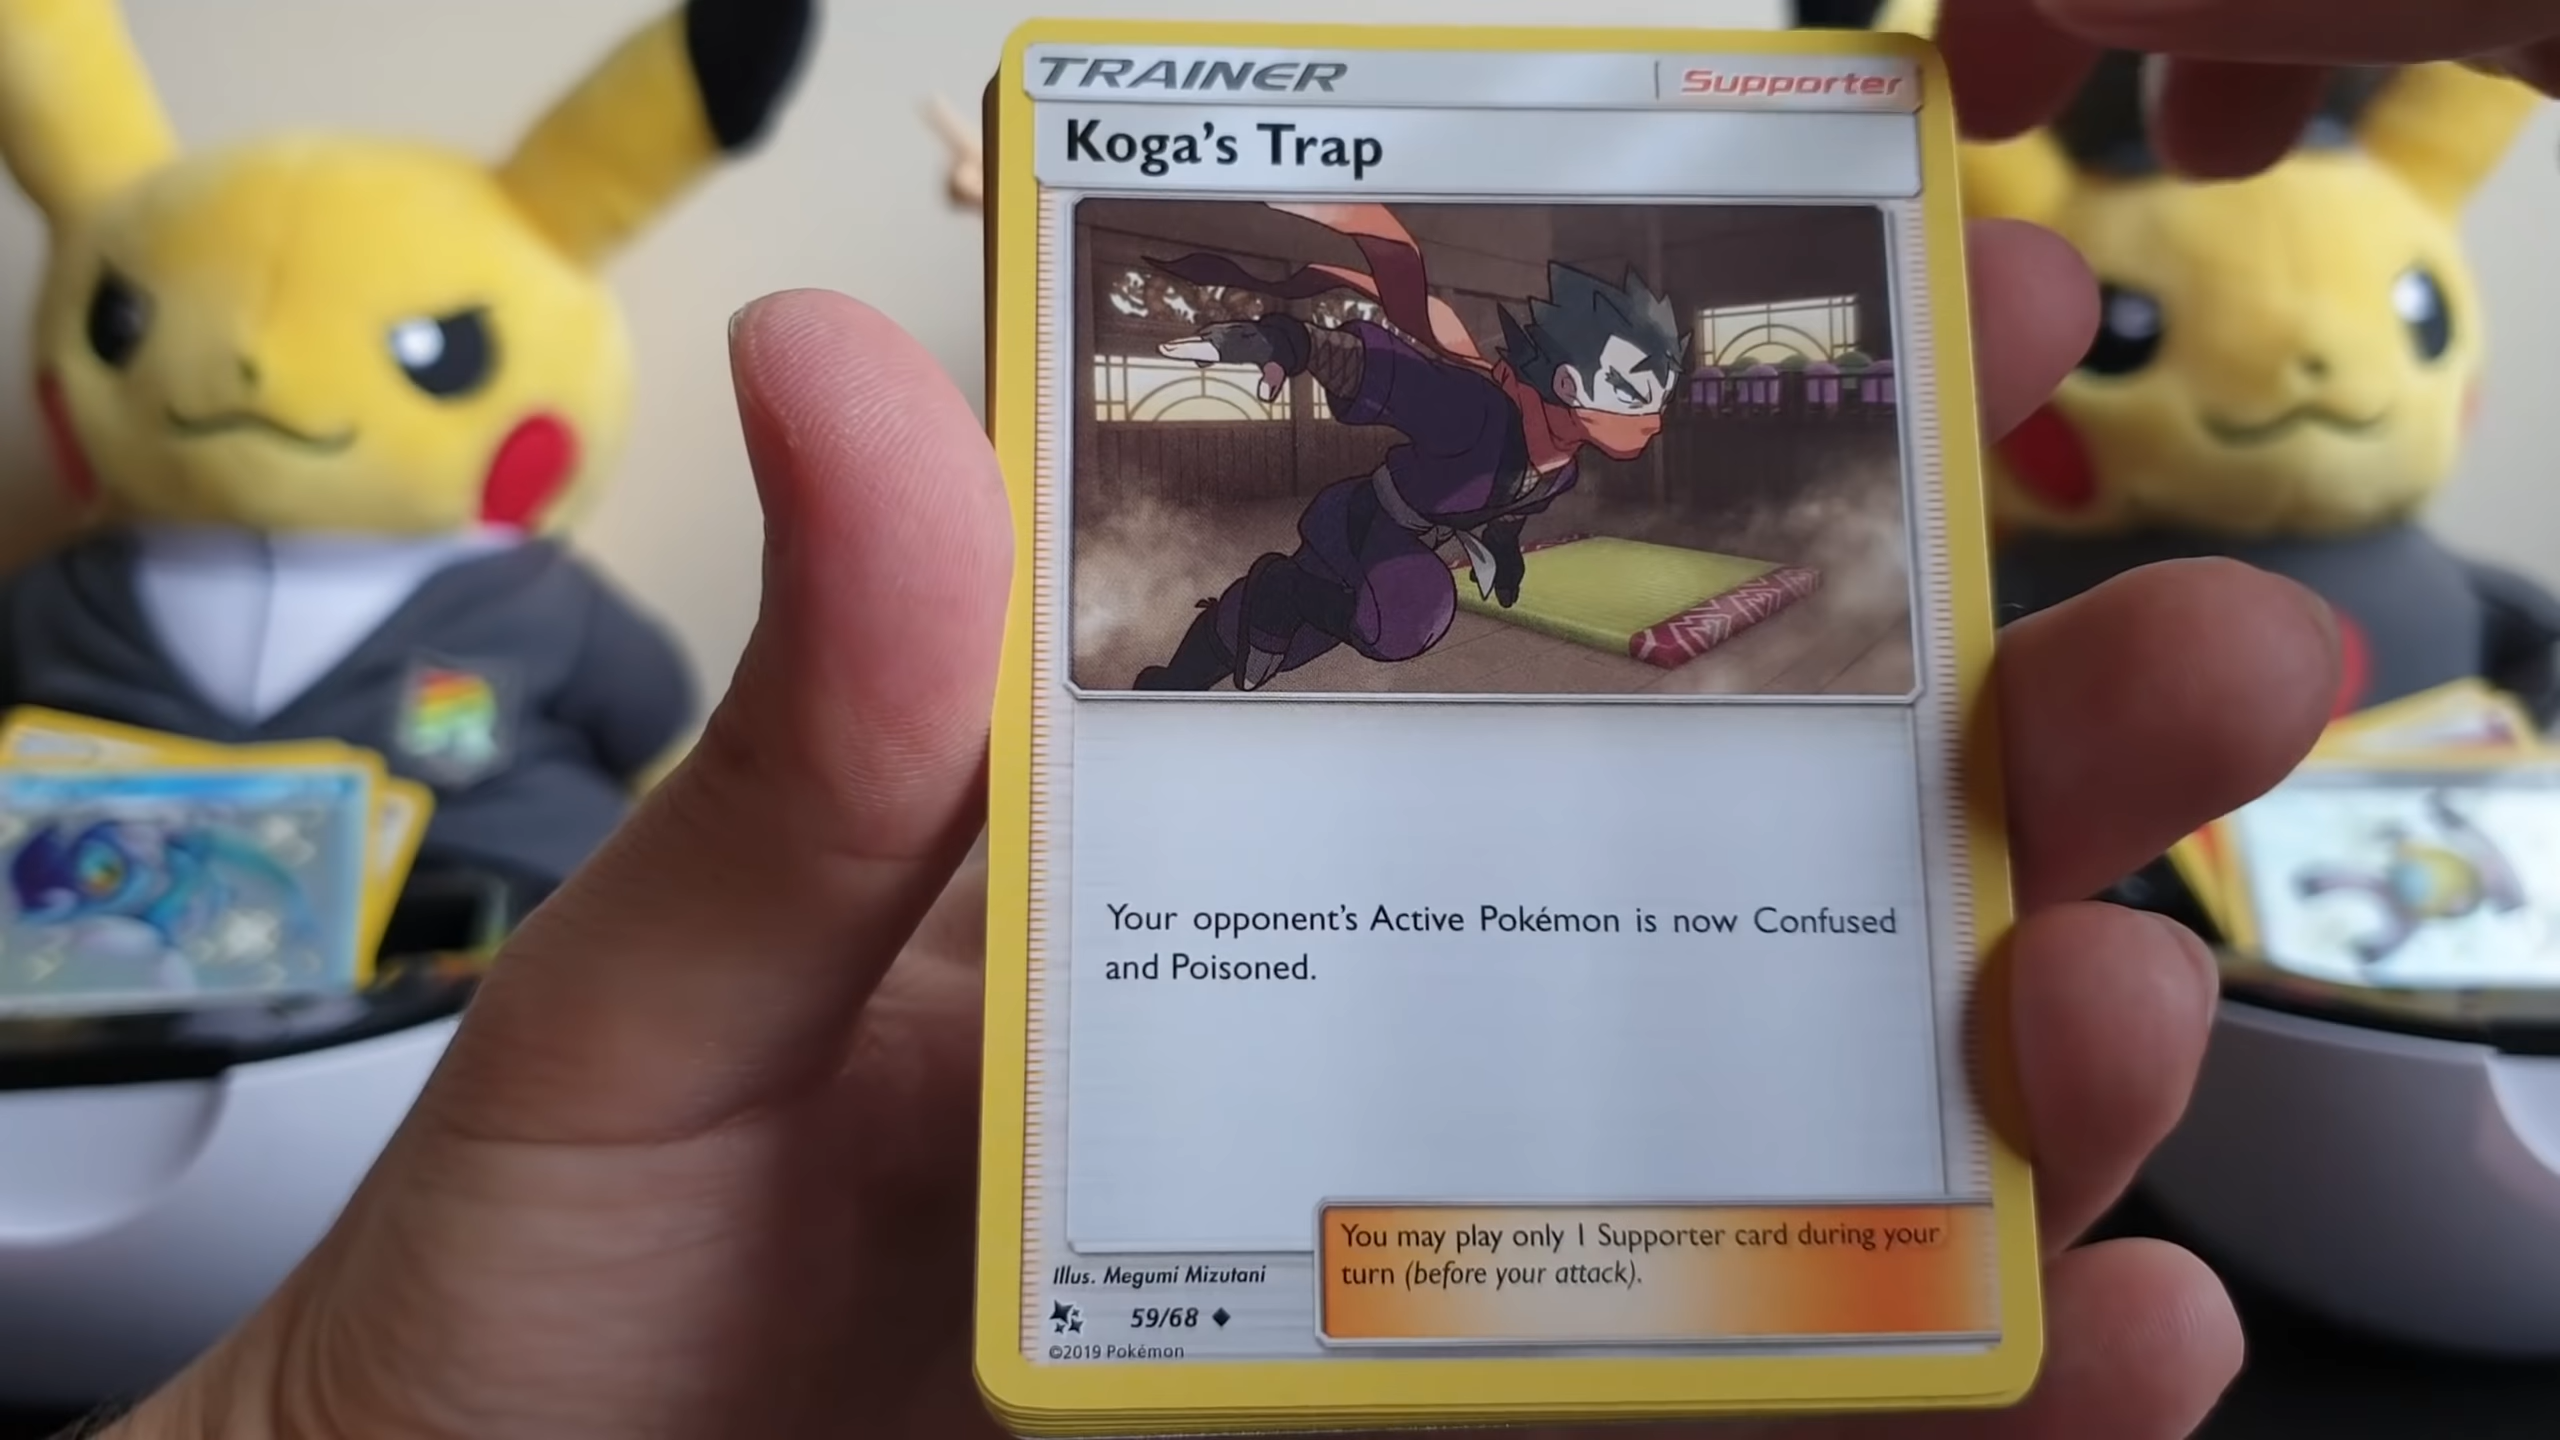 TRAINER
Supporter
Koga's Trap
Your opponent's Active Pokémon is now Confused
and Poisoned.
You may play only 1 Supporter card during your
turn (before your attack).
Illus. Megumi Mizutani
59/68
©2019 Pokémon